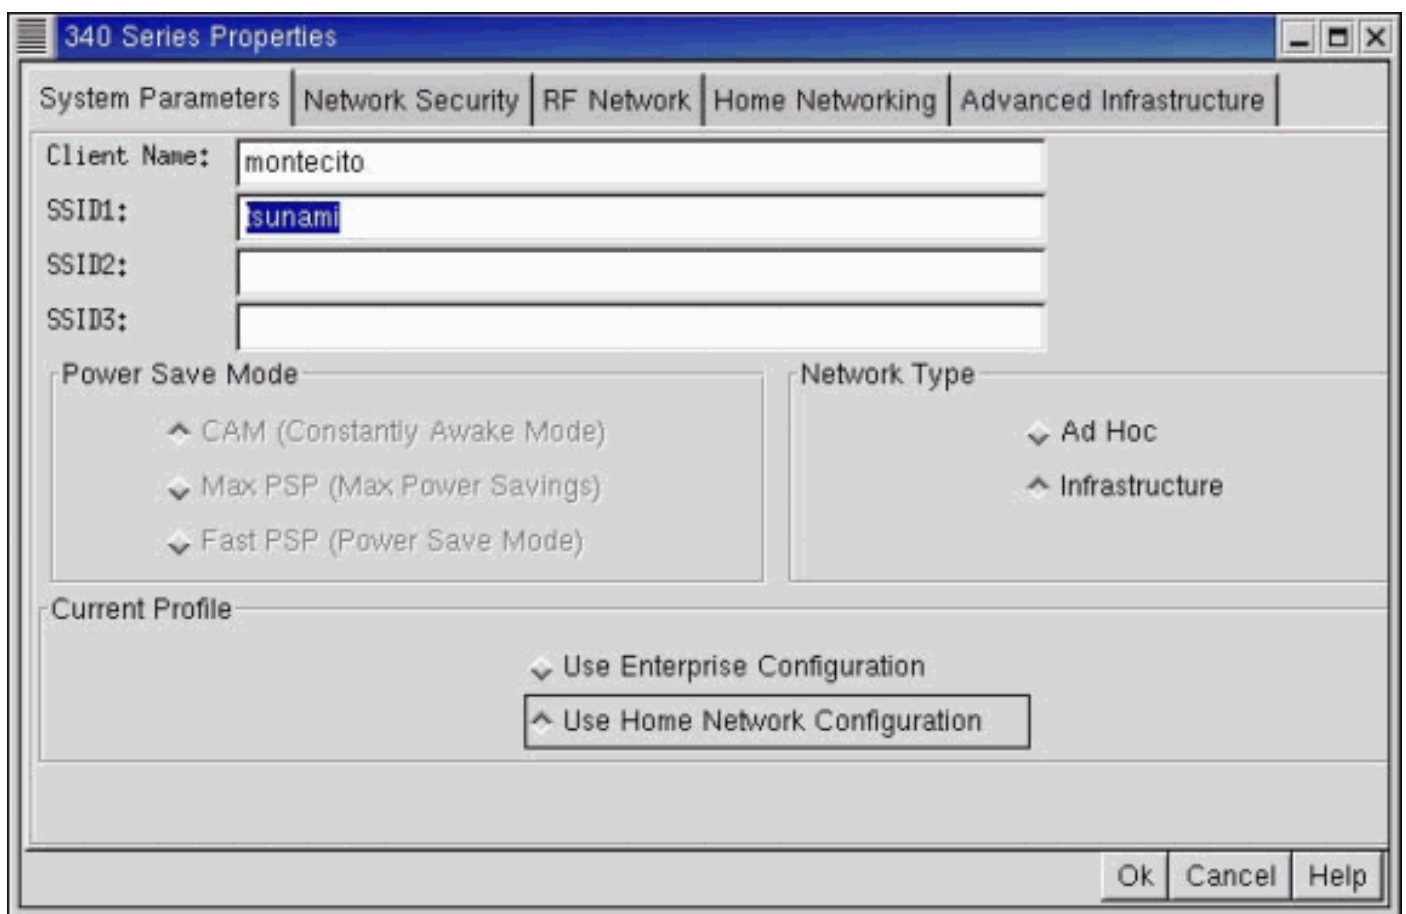 340 Series Properties
System Parameters Network Security RF Network Home Networking Advanced Infrastructure
Client Name: montecito
SSID1: tsunami
SSID2:
SSID3:
Power Save Mode Network Type
CAM (Constantly Awake Mode) Ad Hoc
Max PSP (Max Power Savings) Infrastructure
Fast PSP (Power Save Mode)
Current Profile
Use Enterprise Configuration
Use Home Network Configuration
Ok Cancel Help